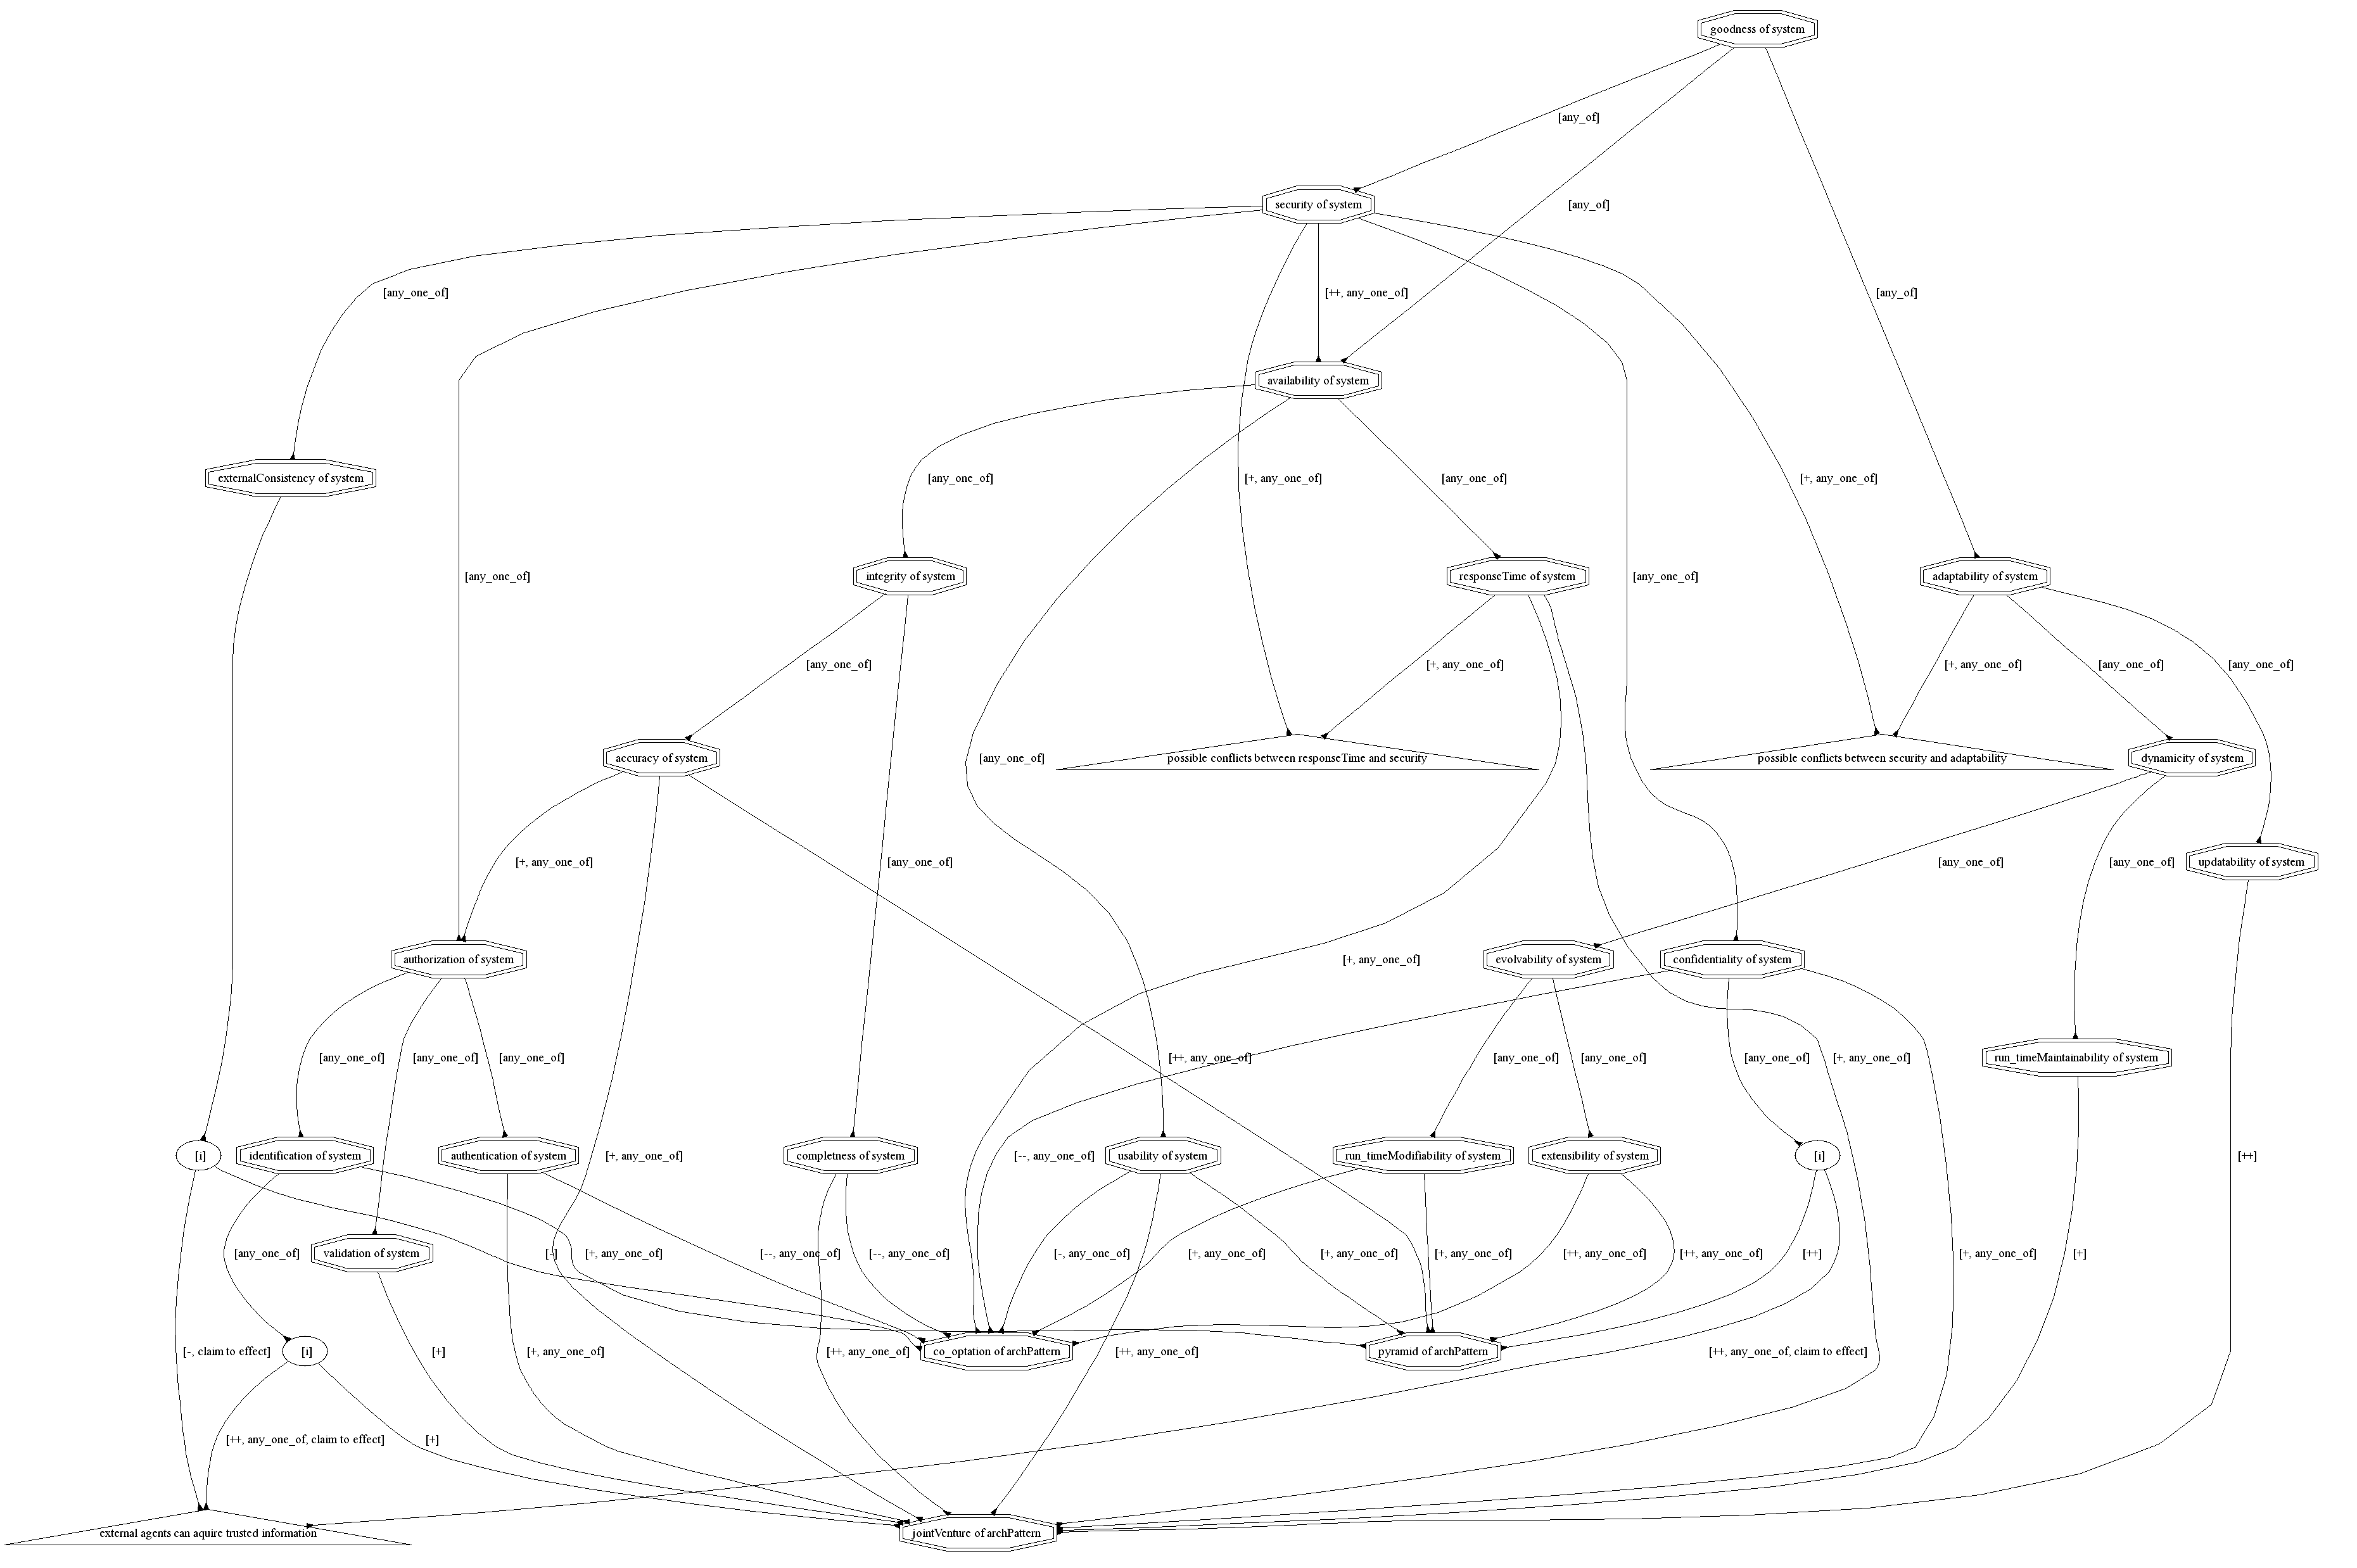 goodness of system
[any_of]
security of system
[any_of]
[any_one_of]
[++, any_one_of]
[any_of]
availability of system
externalConsistency of system
[any_one_of]
[+, any_one_of]
[any_one_of]
[+, any_one_of]
[any_one_of]
integrity of system
responseTime of system
[any_one_of]
adaptability of system
[any_one_of]
[+, any_one_of]
[+, any_one_of]
[any_one_of]
[any_one_of]
accuracy of system
[any_one_of]
possible conflicts between responseTime and security
possible conflicts between security and adaptability
dynamicity of system
[+, any_one_of]
[any_one_of]
[any_one_of]
[any_one_of]
updatability of system
authorization of system
[+, any_one_of]
evolvability of system
confidentiality of system
[any_one_of]
[any_one_of]
[any_one_of]
[++, any_one_of]
[any_one_of]
[any_one_of]
[any_one_of]
[+, any_one_of]
run_timeMaintainability of system
[i]
identification of system
authentication of system
[+, any_one_of]
completness of system
[--, any_one_of]
usability of system
run_timeModifiability of system
extensibility of system
[i]
[++]
[any_one_of]
validation of system
[-]
[+, any_one_of]
[--, any_one_of]
[--, any_one_of]
[-, any_one_of]
[+, any_one_of]
[+, any_one_of]
[+, any_one_of]
[++, any_one_of]
[++, any_one_of]
[++]
[+, any_one_of]
[+]
[-, claim to effect]
[i]
[+]
[+, any_one_of]
[++, any_one_of]
co_optation of archPattern
[++, any_one_of]
pyramid of archPattern
[++, any_one_of, claim to effect]
[++, any_one_of, claim to effect]
[+]
external agents can aquire trusted information
jointVenture of archPattern